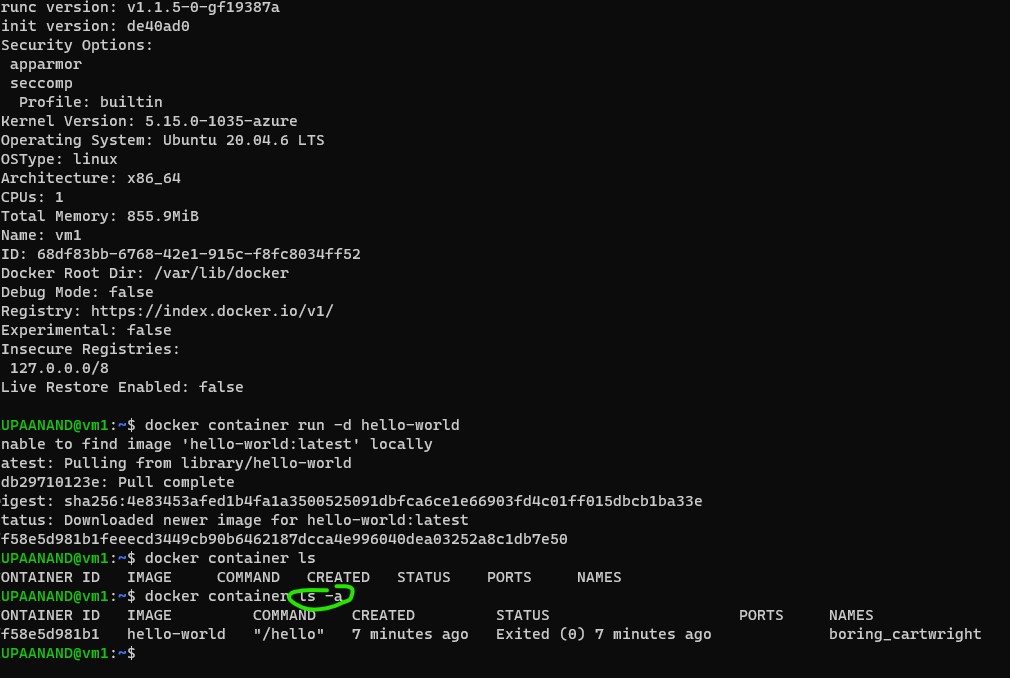 runc version: v1.1.5-0-gf19387a
init version: de40ad0
Security Options:
 apparmor
 seccomp
  Profile: builtin
Kernel Version: 5.15.0-1035-azure
Operating System: Ubuntu 20.04.6 LTS
OSType: linux
Architecture: x86_64
CPUs: 1
Total Memory: 855.9MiB
Name: vm1
ID: 68df83bb-6768-42e1-915c-f8fc8034ff52
Docker Root Dir: /var/lib/docker
Debug Mode: false
Registry: https://index.docker.io/v1/
Experimental: false
Insecure Registries:
 127.0.0.0/8
Live Restore Enabled: false
UPAANAND@vm1:~$ docker container run -d hello-world
nable to find image 'hello-world:latest' locally
atest: Pulling from library/hello-world
db29710123e: Pull complete
igest: sha256:4e83453afed1b4fa1a3500525091dbfca6ce1e66903fd4c01ff015dbcb1ba33e
tatus: Downloaded newer image for hello-world:latest
f58e5d981b1feeecd3449cb90b6462187dcca4e996040dea03252a8c1db7e50
UPAANAND@vm1:~$ docker container ls
ONTAINER ID   IMAGE     COMMAND   CREATED   STATUS    PORTS     NAMES
UPAANAND@vm1:~$ docker container ls -a
ONTAINER ID   IMAGE         COMMAND    CREATED         STATUS                     PORTS     NAMES
f58e5d981b1   hello-world   "/hello"   7 minutes ago   Exited (0) 7 minutes ago             boring_cartwright
UPAANAND@vm1:~$